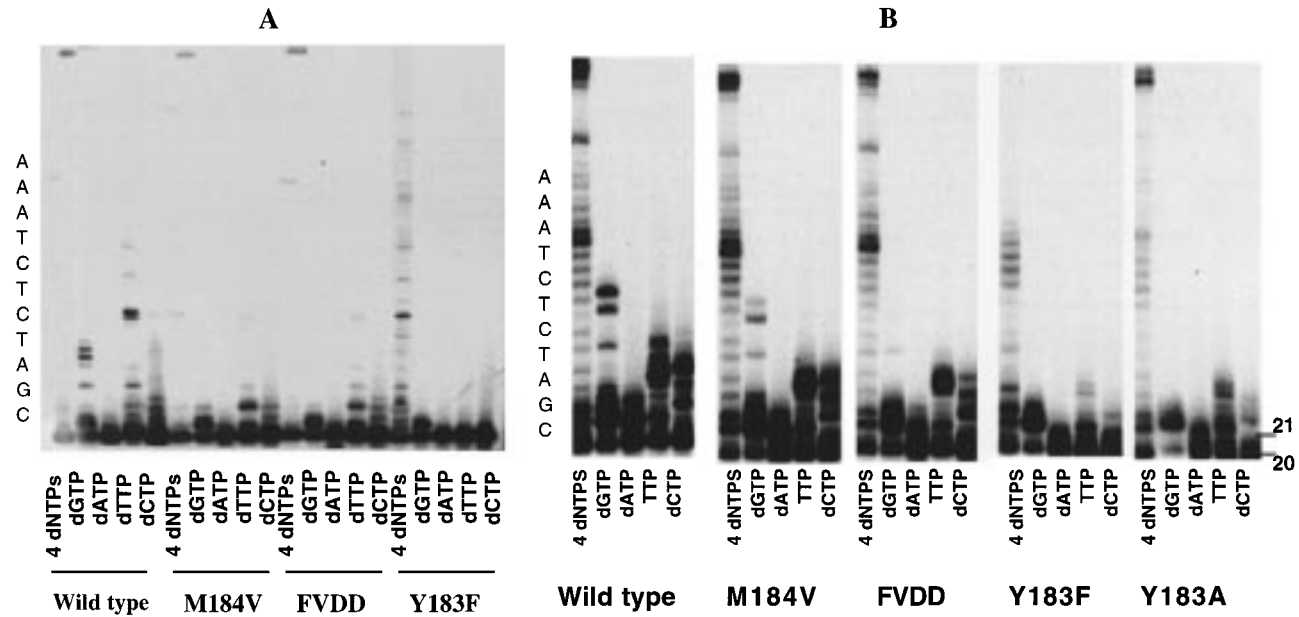 A
B
A
A
A
T
C
T
C
T
A
G
C
A
A
A
T
C
T
C
T
A
G
C
21
20
4 dNTPs
dGTP
dATP
dTTP
dCTP
4 dNTPs
dGTP
dATP
dTTP
dCTP
4 dNTPs
dGTP
dATP
dTTP
dCTP
4 dNTPs
dGTP
dATP
dTTP
dCTP
4 dNTPS
dGTP
dATP
TTP
dCTP
4 dNTPS
dGTP
dATP
TTP
dCTP
4 dNTPS
dGTP
dATP
TTP
dCTP
4 dNTPS
dGTP
dATP
TTP
dCTP
4 dNTPS
dGTP
dATP
TTP
dCTP
Wild type M184V FVDD Y183F
Wild type M184V FVDD Y183F Y183A